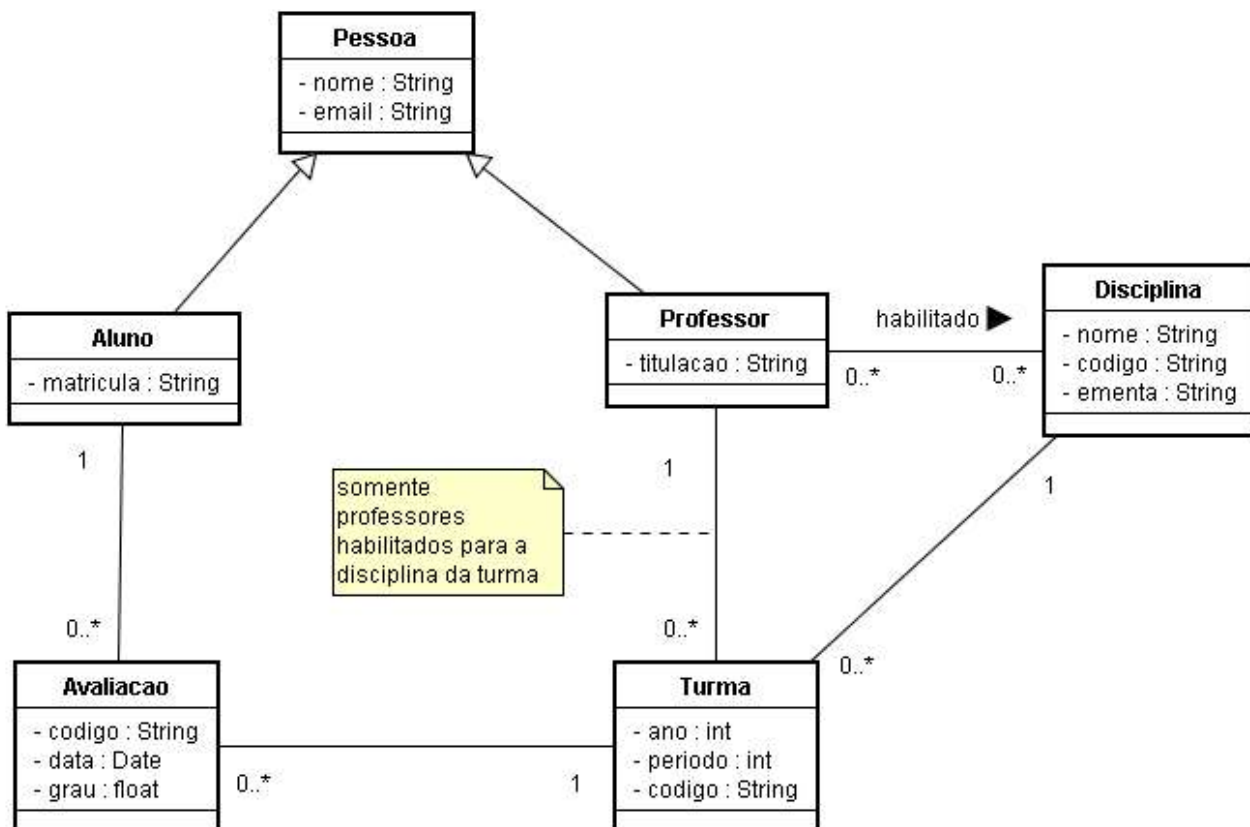 Pessoa
- nome : String
- email : String
Aluno
- matricula : String
Professor
- titulacao : String
habilitado
0..*
0..*
Disciplina
- nome : String
- codigo : String
- ementa : String
1
1
1
somente
professores
habilitados para a
disciplina da turma
0..*
0..*
0..*
Avaliacao
- codigo : String
- data : Date
- grau : float
0..*
1
Turma
- ano : int
- periodo : int
- codigo : String